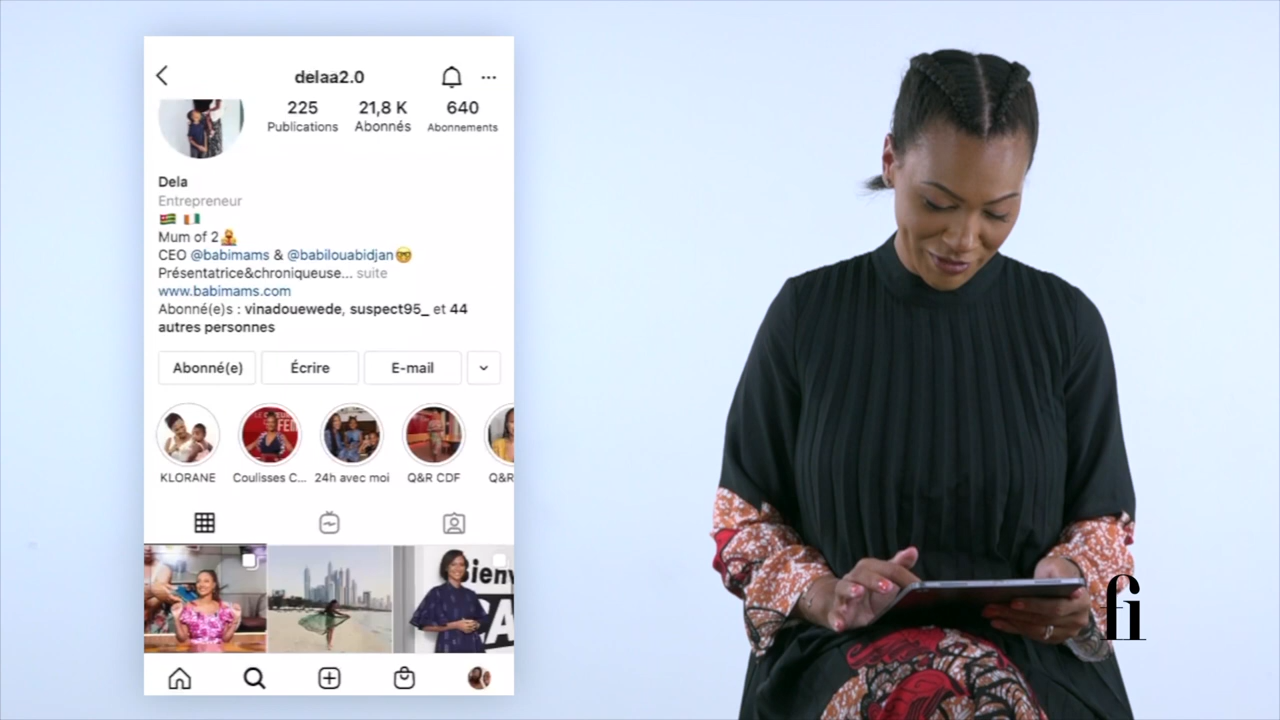 delaa2.0
225
21,8 K
640
Publications
Abonnés
Abonnements
Dela
Entrepreneur
Mum of 2
CEO @babimams & @babilouabidjan
Présentatrice&chroniqueuse... suite
www.babimams.com
Abonné(e)s : vinadouewede, suspect95_ et 44
autres personnes
Abonné(e)
Écrire
E-mail
KLORANE
Coulisses C...
24h avec moi
Q&R CDF
Q&R
fi